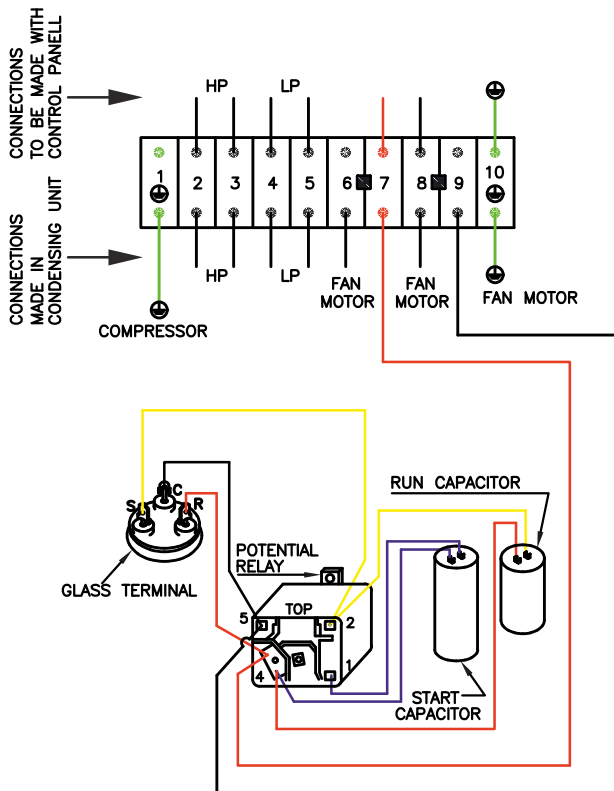 CONNECTIONS
TO BE MADE WITH
CONTROL PANELL
HP
LP
1
2
3
4
5
6
7
8
9
10
CONNECTIONS
MADE IN
CONDENSING UNIT
HP
LP
FAN
MOTOR
FAN
MOTOR
FAN MOTOR
COMPRESSOR
RUN CAPACITOR
S
C
R
POTENTIAL
RELAY
GLASS TERMINAL
TOP
5
2
4
1
START
CAPACITOR